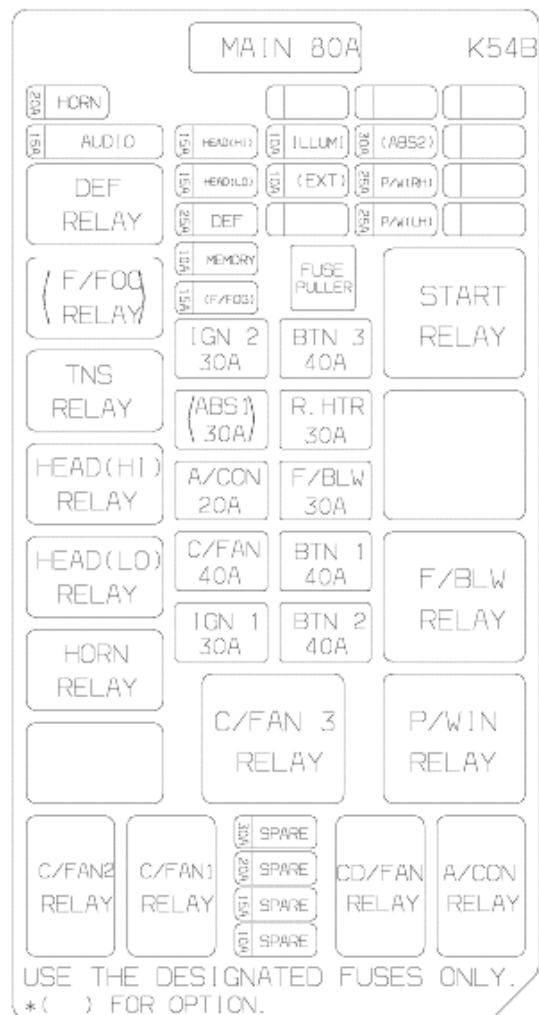 MAIN 80A
K54B
20A HORN
15A AUDIO
15A HEAD(HI)
10A ILLUMI
30A (ABS2)
DEF
RELAY
15A HEAD(LO)
10A (EXT)
25A P/W(RH)
25A DEF
25A P/W(LH)
10A MEMORY
15A (F/FOG)
FUSE
PULLER
START
RELAY
(F/FOG
RELAY)
IGN 2
30A
BTN 3
40A
TNS
RELAY
(ABS1
30A)
R.HTR
30A
HEAD(HI)
RELAY
A/CON
20A
F/BLW
30A
HEAD(LO)
RELAY
C/FAN
40A
BTN 1
40A
F/BLW
RELAY
IGN 1
30A
BTN 2
40A
HORN
RELAY
C/FAN 3
RELAY
P/WIN
RELAY
C/FAN2
RELAY
C/FAN1
RELAY
30A SPARE
20A SPARE
15A SPARE
10A SPARE
CD/FAN
RELAY
A/CON
RELAY
USE THE DESIGNATED FUSES ONLY.
*( ) FOR OPTION.